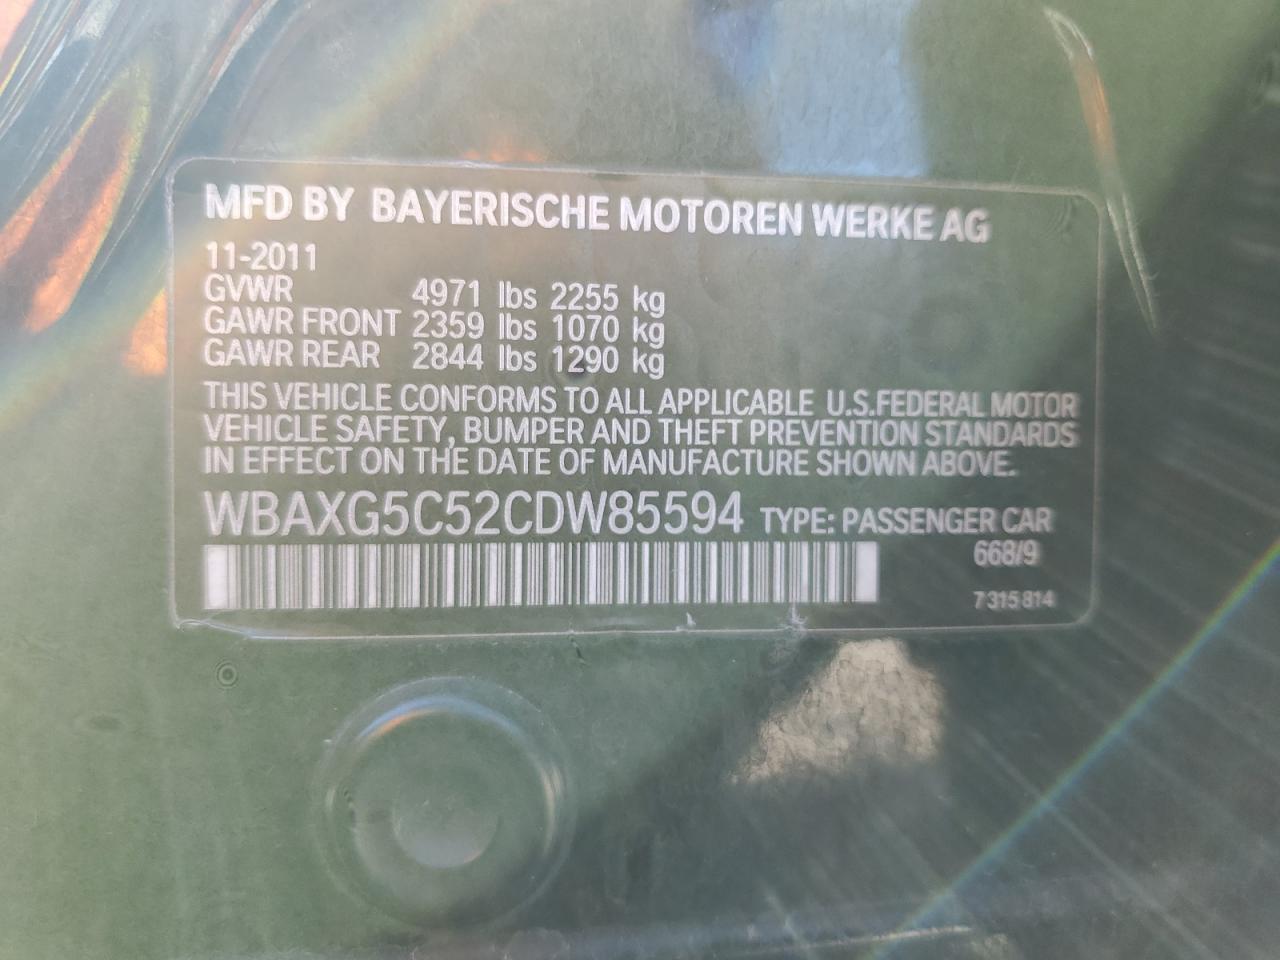 MFD BY BAYERISCHE MOTOREN WERKE AG
11-2011
GVWR 4971 lbs 2255 kg
GAWR FRONT 2359 lbs 1070 kg
GAWR REAR 2844 lbs 1290 kg
THIS VEHICLE CONFORMS TO ALL APPLICABLE U.S.FEDERAL MOTOR
VEHICLE SAFETY, BUMPER AND THEFT PREVENTION STANDARDS
IN EFFECT ON THE DATE OF MANUFACTURE SHOWN ABOVE.
WBAXG5C52CDW85594 TYPE: PASSENGER CAR
668/9
7 315 814